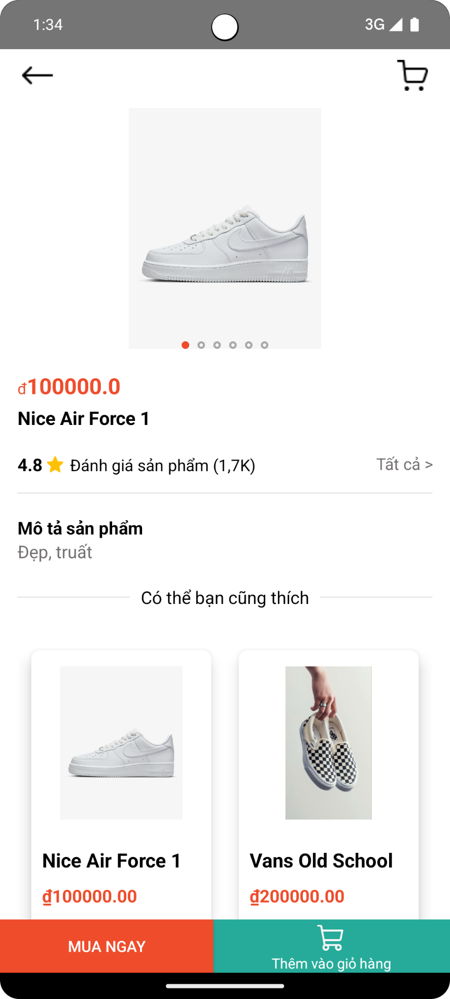 1:34
3G
đ100000.0
Nice Air Force 1
4.8 Đánh giá sản phẩm (1,7K)
Tất cả >
Mô tả sản phẩm
Đẹp, truất
Có thể bạn cũng thích
Nice Air Force 1
₫100000.00
Vans Old School
₫200000.00
MUA NGAY
Thêm vào giỏ hàng